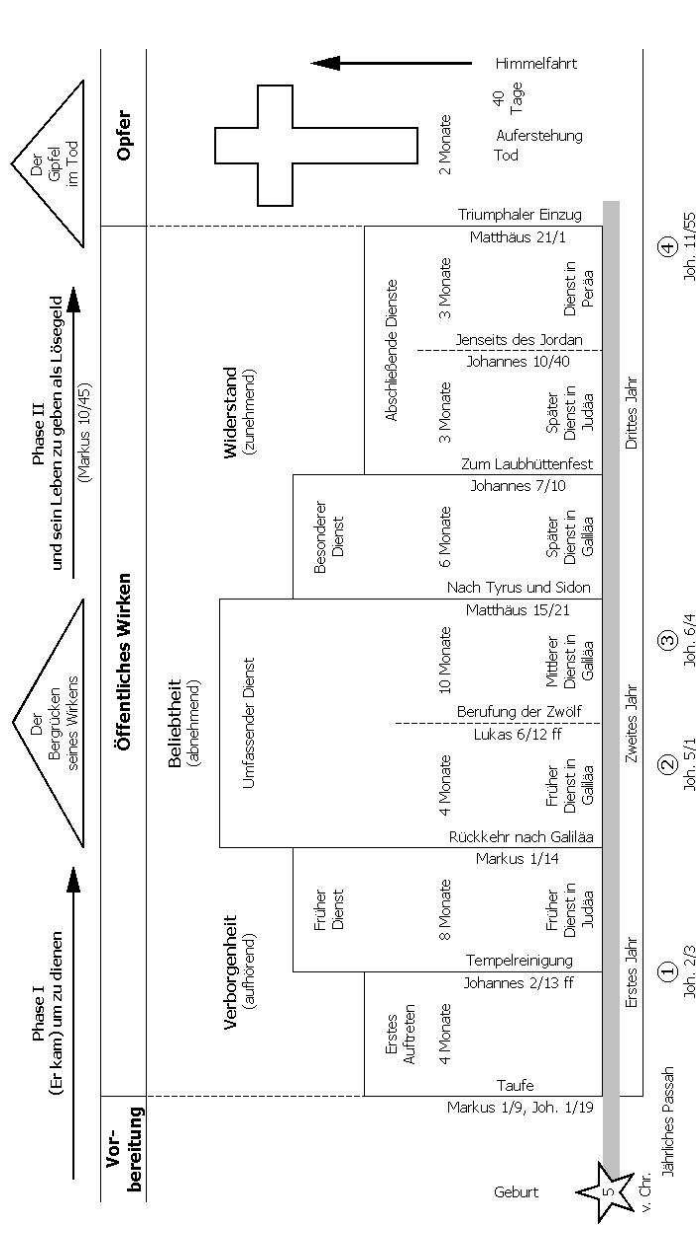 Phase I
(Er kam) um zu dienen
Der
Bergrücken
seines Wirkens
Phase II
und sein Leben zu geben als Lösegeld
(Markus 10/45)
Der
Gipfel
im Tod
Vor-
bereitung
Öffentliches Wirken
Opfer
Verborgenheit
(aufhörend)
Beliebtheit
(abnehmend)
Widerstand
(zunehmend)
Erstes
Auftreten
4 Monate
Früher
Dienst
8 Monate
Früher
Dienst in
Judäa
Umfassender Dienst
4 Monate
Früher
Dienst in
Galiläa
10 Monate
Mittlerer
Dienst in
Galiläa
Besonderer
Dienst
6 Monate
Später
Dienst in
Galiläa
Abschließende Dienste
3 Monate
Später
Dienst in
Judäa
3 Monate
Dienst in
Peräa
2 Monate
Geburt
Taufe
Markus 1/9, Joh. 1/19
Tempelreinigung
Johannes 2/13 ff
Rückkehr nach Galiläa
Markus 1/14
Berufung der Zwölf
Lukas 6/12 ff
Nach Tyrus und Sidon
Matthäus 15/21
Zum Laubhüttenfest
Johannes 7/10
Jenseits des Jordan
Johannes 10/40
Triumphaler Einzug
Matthäus 21/1
Auferstehung
Tod
40
Tage
Himmelfahrt
5
v. Chr.
Erstes Jahr
Zweites Jahr
Drittes Jahr
Jährliches Passah
1
Joh. 2/3
2
Joh. 5/1
3
Joh. 6/4
4
Joh. 11/55